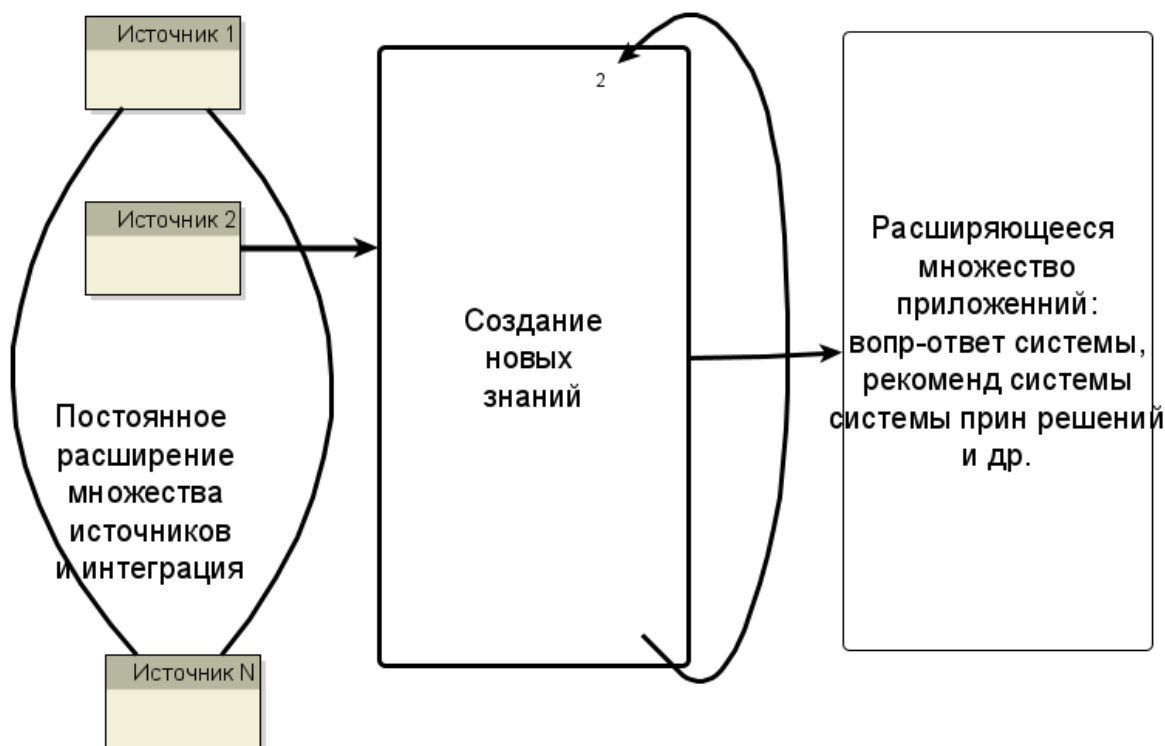 Источник 1
Источник 2
Постоянное
расширение
множества
источников
и интеграция
Источник N
2
Создание
новых
знаний
Расширяющееся
множество
приложенний:
вопр-ответ системы,
рекоменд системы
системы прин решений
и др.